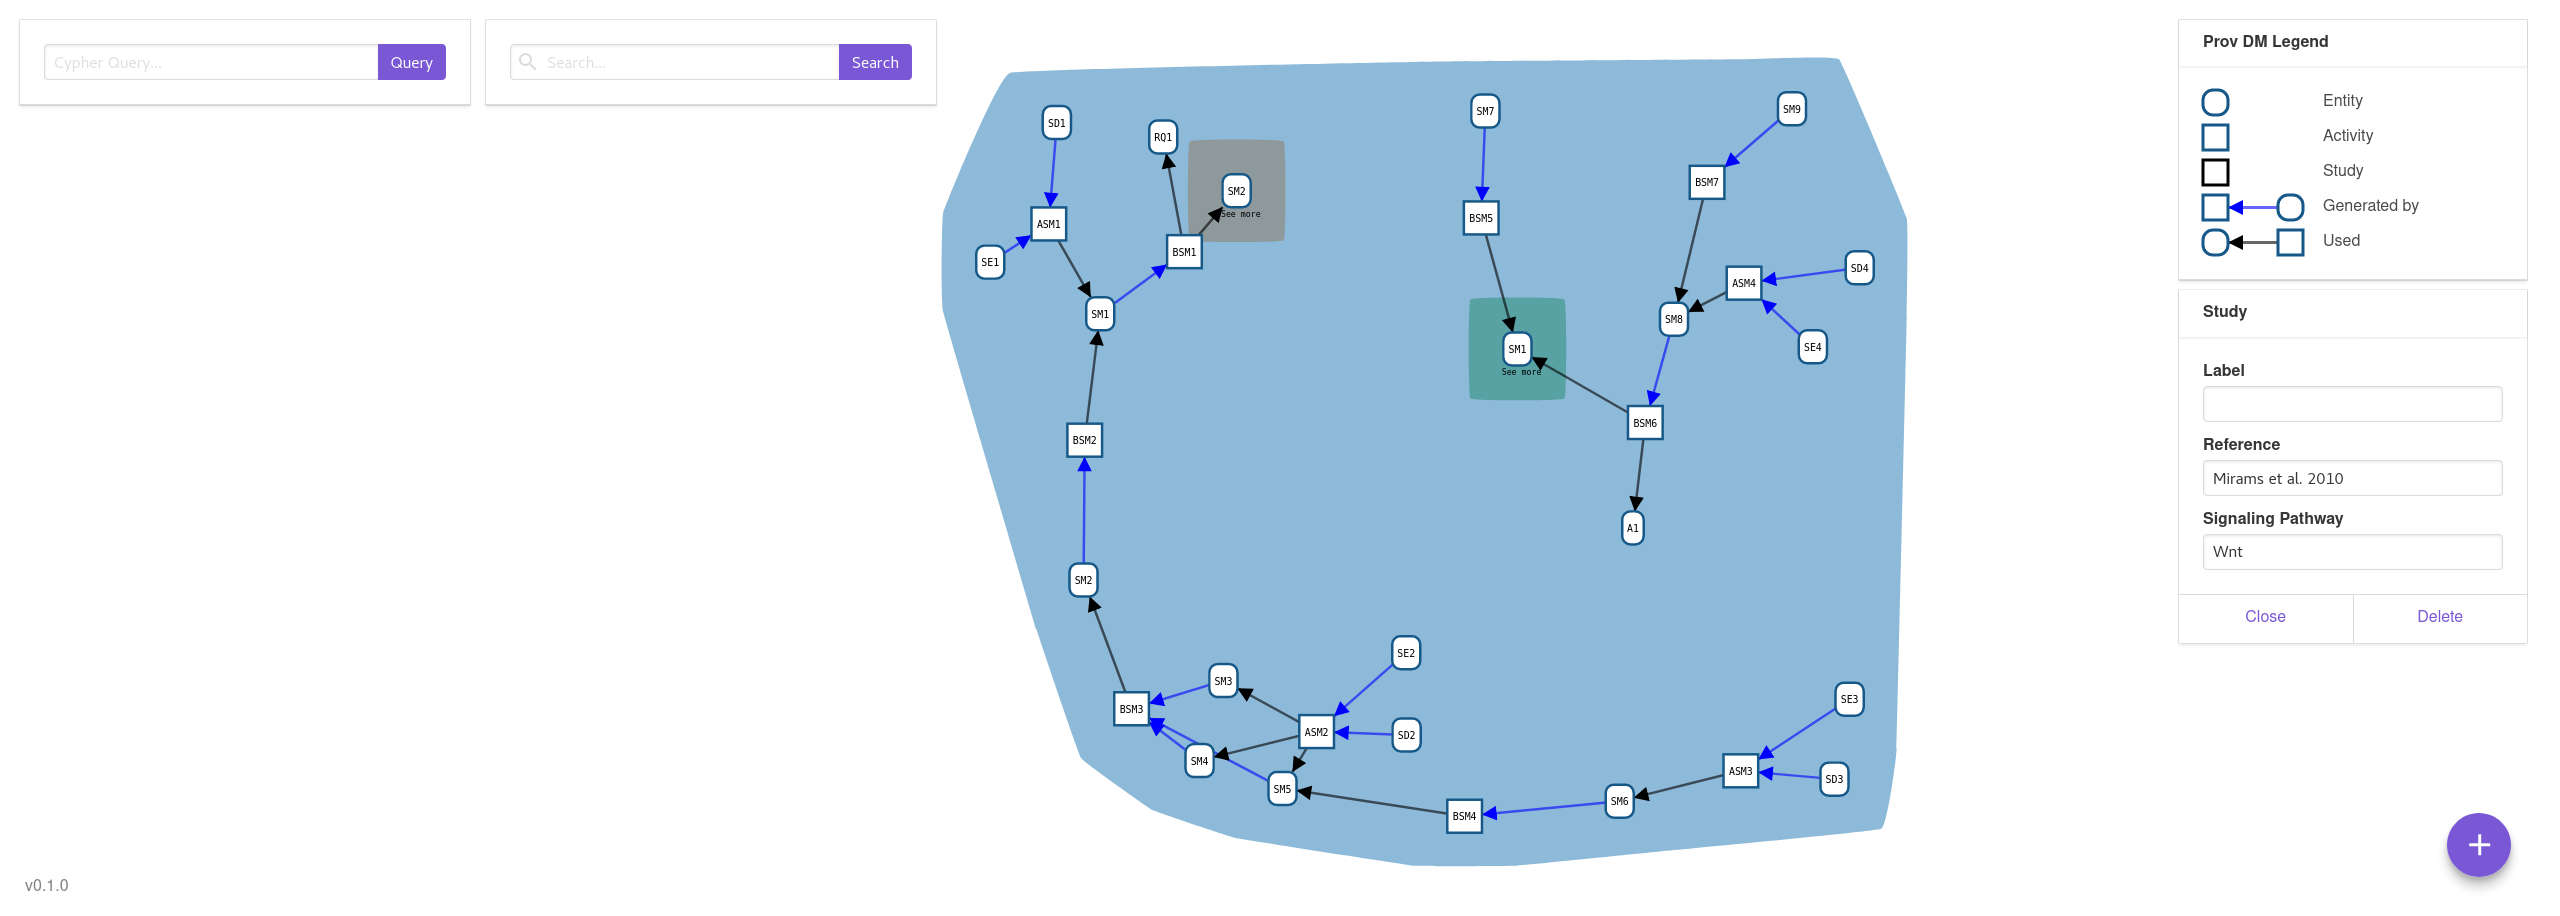 Cypher Query...
Query
Search...
Search
SD1
RQ1
SM2
See more
ASM1
SE1
BSM1
SM1
BSM2
SM2
SM7
SM9
BSM7
BSM5
ASM4
SD4
SM8
SE4
SM1
See more
BSM6
A1
SE2
SM3
BSM3
ASM2
SD2
SM4
SM5
BSM4
SM6
ASM3
SE3
SD3
Prov DM Legend
Entity
Activity
Study
Generated by
Used
Study
Label
Reference
Mirams et al. 2010
Signaling Pathway
Wnt
Close
Delete
+
v0.1.0